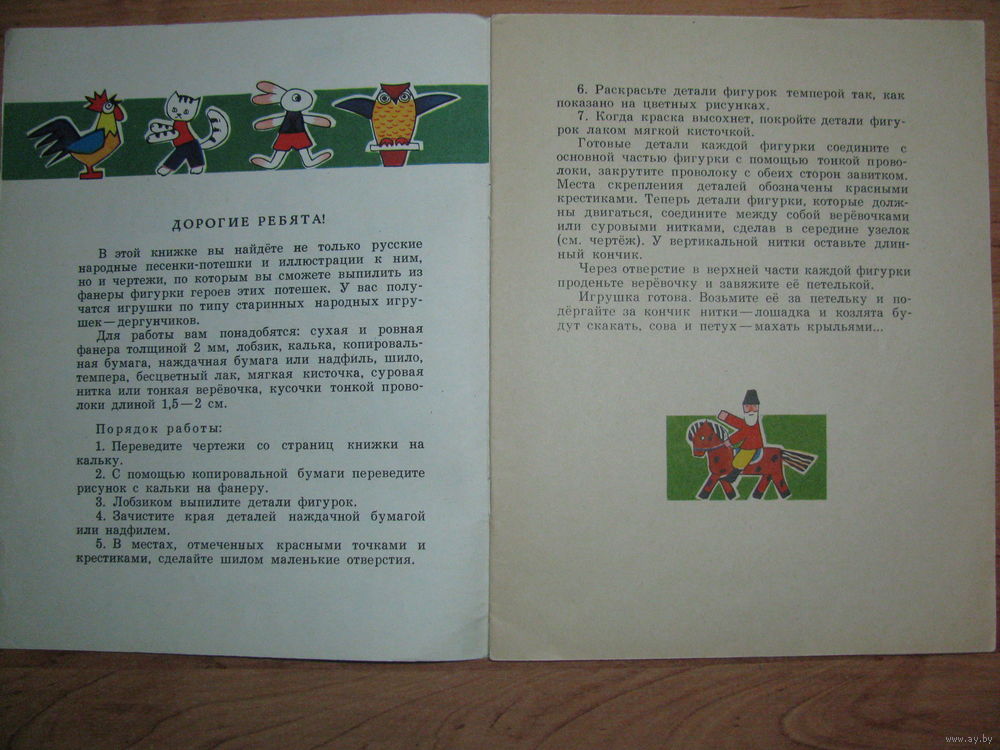 ДОРОГИЕ РЕБЯТА!
В этой книжке вы найдёте не только русские
народные песенки-потешки и иллюстрации к ним,
но и чертежи, по которым вы сможете выпилить из
фанеры фигурки героев этих потешек. У вас полу-
чатся игрушки по типу старинных народных игру-
шек — дергунчиков.
Для работы вам понадобятся: сухая и ровная
фанера толщиной 2 мм, лобзик, калька, копироваль-
ная бумага, наждачная бумага или надфиль, шило,
темпера, бесцветный лак, мягкая кисточка, суровая
нитка или тонкая верёвочка, кусочки тонкой прово-
локи длиной 1,5—2 см.
Порядок работы:
1. Переведите чертежи со страниц книжки на
кальку.
2. С помощью копировальной бумаги переведите
рисунок с кальки на фанеру.
3. Лобзиком выпилите детали фигурок.
4. Зачистите края деталей наждачной бумагой
или надфилем.
5. В местах, отмеченных красными точками и
крестиками, сделайте шилом маленькие отверстия.
6. Раскрасьте детали фигурок темперой так, как
показано на цветных рисунках.
7. Когда краска высохнет, покройте детали фигу-
рок лаком мягкой кисточкой.
Готовые детали каждой фигурки соедините с
основной частью фигурки с помощью тонкой прово-
локи, закрутите проволоку с обеих сторон завитком.
Места скрепления деталей обозначены красными
крестиками. Теперь детали фигурки, которые долж-
ны двигаться, соедините между собой верёвочками
или суровыми нитками, сделав в середине узелок
(см. чертёж). У вертикальной нитки оставьте длин-
ный кончик.
Через отверстие в верхней части каждой фигурки
проденьте верёвочку и завяжите её петелькой.
Игрушка готова. Возьмите её за петельку и по-
дёргайте за кончик нитки — лошадка и козлята бу-
дут скакать, сова и петух — махать крыльями...
www.ay.by